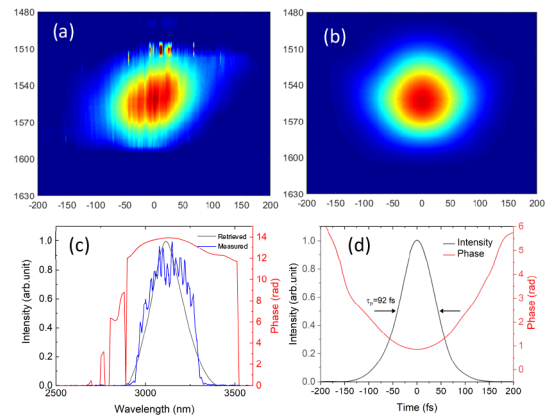 (a)
1480
1510
1540
1570
1600
1630
-200 -150 -100 -50 0 50 100 150 200
(b)
1480
1510
1540
1570
1600
1630
-200 -150 -100 -50 0 50 100 150 200
(c)
Retrieved
Measured
Intensity (arb.unit)
1.0
0.8
0.6
0.4
0.2
0.0
Phase (rad)
14
12
10
8
6
4
2
0
2500 3000 3500
Wavelength (nm)
(d)
Intensity
Phase
τp=92 fs
Intensity (arb.unit)
1.0
0.8
0.6
0.4
0.2
0.0
Phase (rad)
6
5
4
3
2
1
0
-200 -150 -100 -50 0 50 100 150 200
Time (fs)